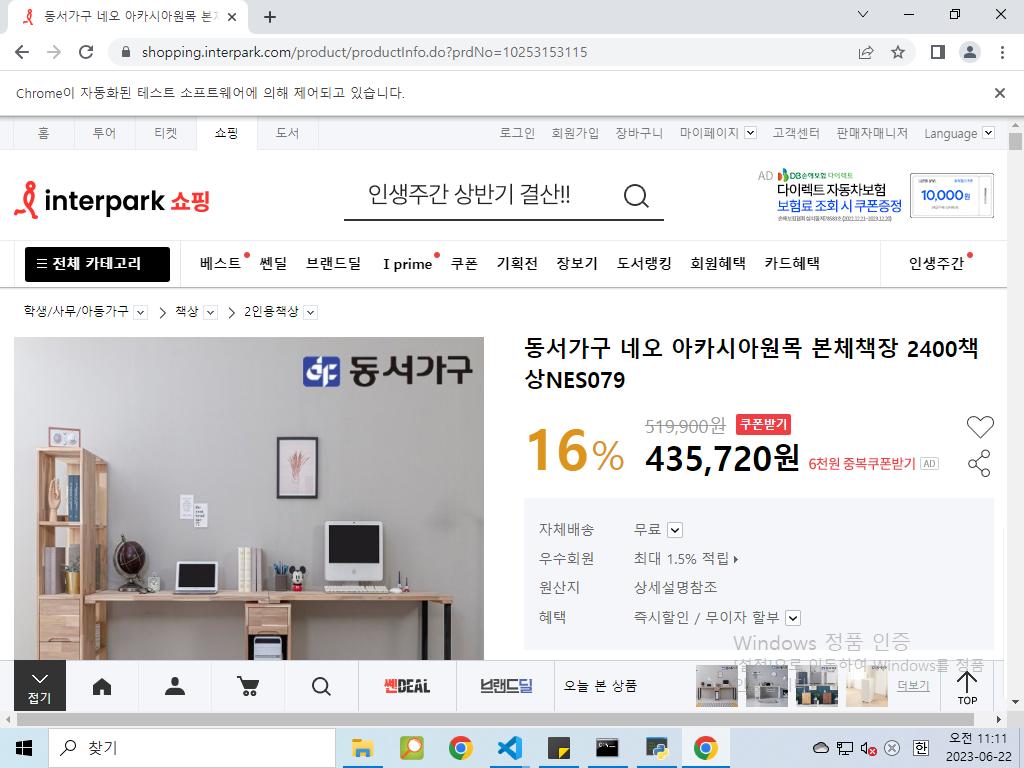 동서가구 네오 아카시아원목 본
shopping.interpark.com/product/productInfo.do?prdNo=10253153115
Chrome이 자동화된 테스트 소프트웨어에 의해 제어되고 있습니다.
홈 투어 티켓 쇼핑 도서 로그인 회원가입 장바구니 마이페이지 고객센터 판매자매니저 Language
interpark 쇼핑
인생주간 상반기 결산!!
AD DB손해보험 다이렉트
다이렉트 자동차보험
보험료 조회 시 쿠폰증정
10,000원
전체 카테고리 베스트 쎈딜 브랜드딜 I prime 쿠폰 기획전 장보기 도서랭킹 회원혜택 카드혜택 인생주간
학생/사무/아동가구 책상 2인용책상
동서가구
동서가구 네오 아카시아원목 본체책장 2400책
상NES079
16% 519,900원 쿠폰받기
435,720원 6천원 중복쿠폰받기 AD
자체배송 무료
우수회원 최대 1.5% 적립
원산지 상세설명참조
혜택 즉시할인 / 무이자 할부
Windows 정품 인증
[설정]으로 이동하여 Windows를 정품
접기 쎈DEAL 브랜드딜 오늘 본 상품 더보기 TOP
찾기 한 오전 11:11
2023-06-22